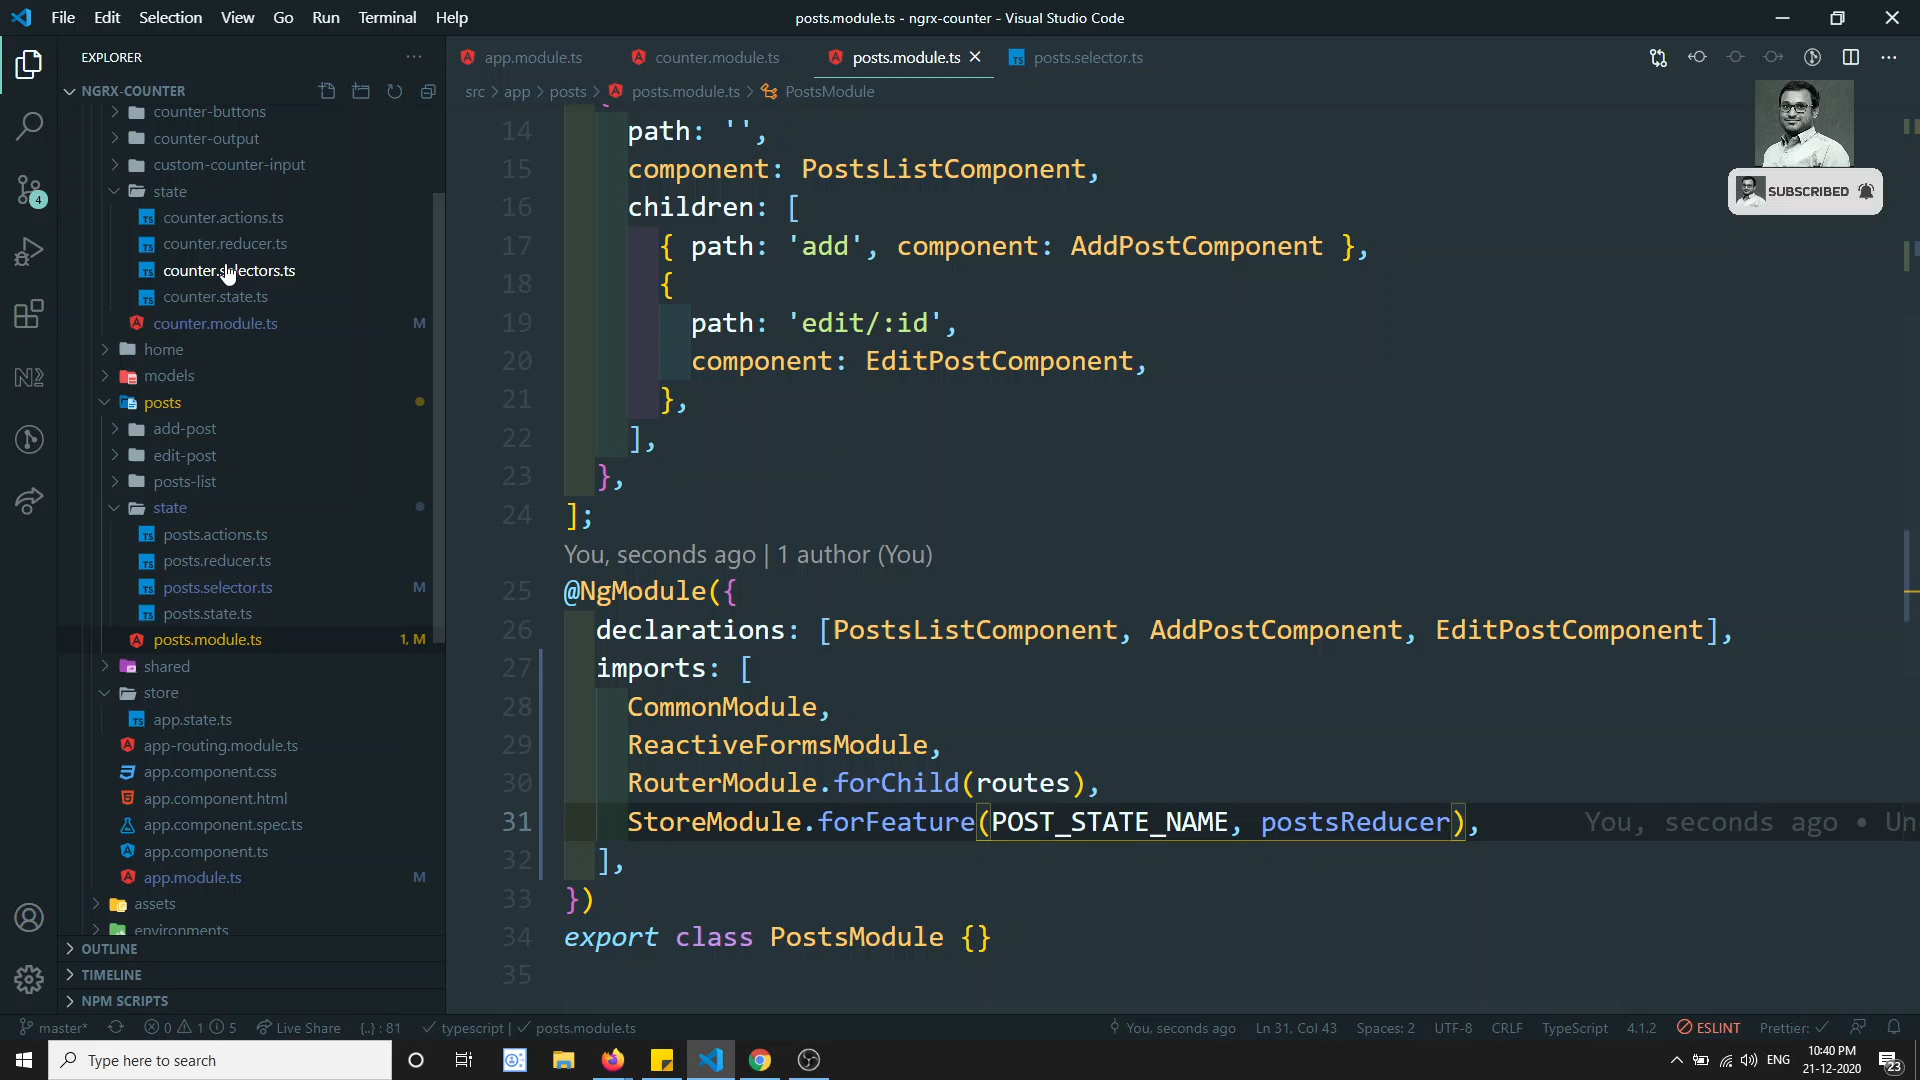 File Edit Selection View Go Run Terminal Help
posts.module.ts - ngrx-counter - Visual Studio Code
EXPLORER
NGRX-COUNTER
counter-buttons
counter-output
custom-counter-input
state
counter.actions.ts
counter.reducer.ts
counter.selectors.ts
counter.state.ts
counter.module.ts M
home
models
posts
add-post
edit-post
posts-list
state
posts.actions.ts
posts.reducer.ts
posts.selector.ts M
posts.state.ts
posts.module.ts 1, M
shared
store
app.state.ts
app-routing.module.ts
app.component.css
app.component.html
app.component.spec.ts
app.component.ts
app.module.ts M
assets
environments
OUTLINE
TIMELINE
NPM SCRIPTS
4
app.module.ts counter.module.ts posts.module.ts posts.selector.ts
src > app > posts > posts.module.ts > PostsModule
SUBSCRIBED
14 path: '',
15 component: PostsListComponent,
16 children: [
17 { path: 'add', component: AddPostComponent },
18 {
19 path: 'edit/:id',
20 component: EditPostComponent,
21 },
22 ],
23 },
24 ];
You, seconds ago | 1 author (You)
25 @NgModule({
26 declarations: [PostsListComponent, AddPostComponent, EditPostComponent],
27 imports: [
28 CommonModule,
29 ReactiveFormsModule,
30 RouterModule.forChild(routes),
31 StoreModule.forFeature(POST_STATE_NAME, postsReducer), You, seconds ago • Un
32 ],
33 })
34 export class PostsModule {}
35
master* 0 1 5 Live Share {..} : 81 typescript | posts.module.ts You, seconds ago Ln 31, Col 43 Spaces: 2 UTF-8 CRLF TypeScript 4.1.2 ESLINT Prettier:
Type here to search
ENG
10:40 PM
21-12-2020
23